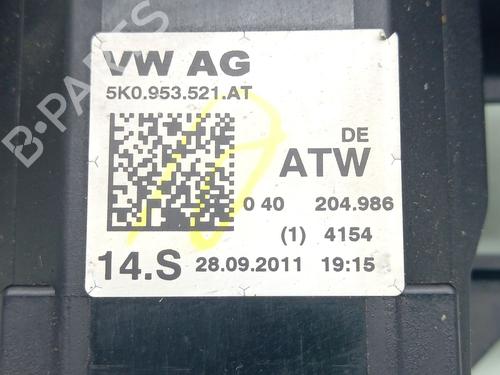 VW AG
5K0.953.521.AT
DE
ATW
0 40 204.986
(1) 4154
14.S 28.09.2011 19:15
B-PARTS